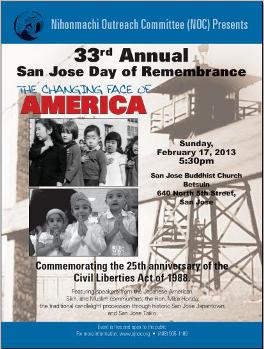 Nihonmachi Outreach Committee (NOC) Presents
33rd Annual
San Jose Day of Remembrance
THE CHANGING FACE OF
AMERICA
Sunday,
February 17, 2013
5:30pm
San Jose Buddhist Church
Betsuin
640 North 5th Street,
San Jose
Commemorating the 25th anniversary of the
Civil Liberties Act of 1988.
Featuring speakers from the Japanese American,
Sikh, and Muslim communities, the Hon. Mike Honda,
the traditional candlelight procession through historic San Jose Japantown,
and San Jose Taiko.
Event is free and open to the public
For more information: